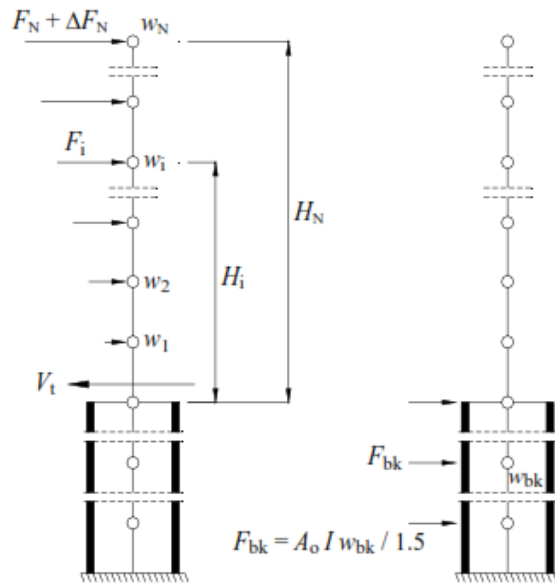 F_N + ΔF_N
w_N
F_i
w_i
H_N
H_i
w_2
w_1
V_t
F_bk
w_bk
F_bk = A_o I w_bk / 1.5